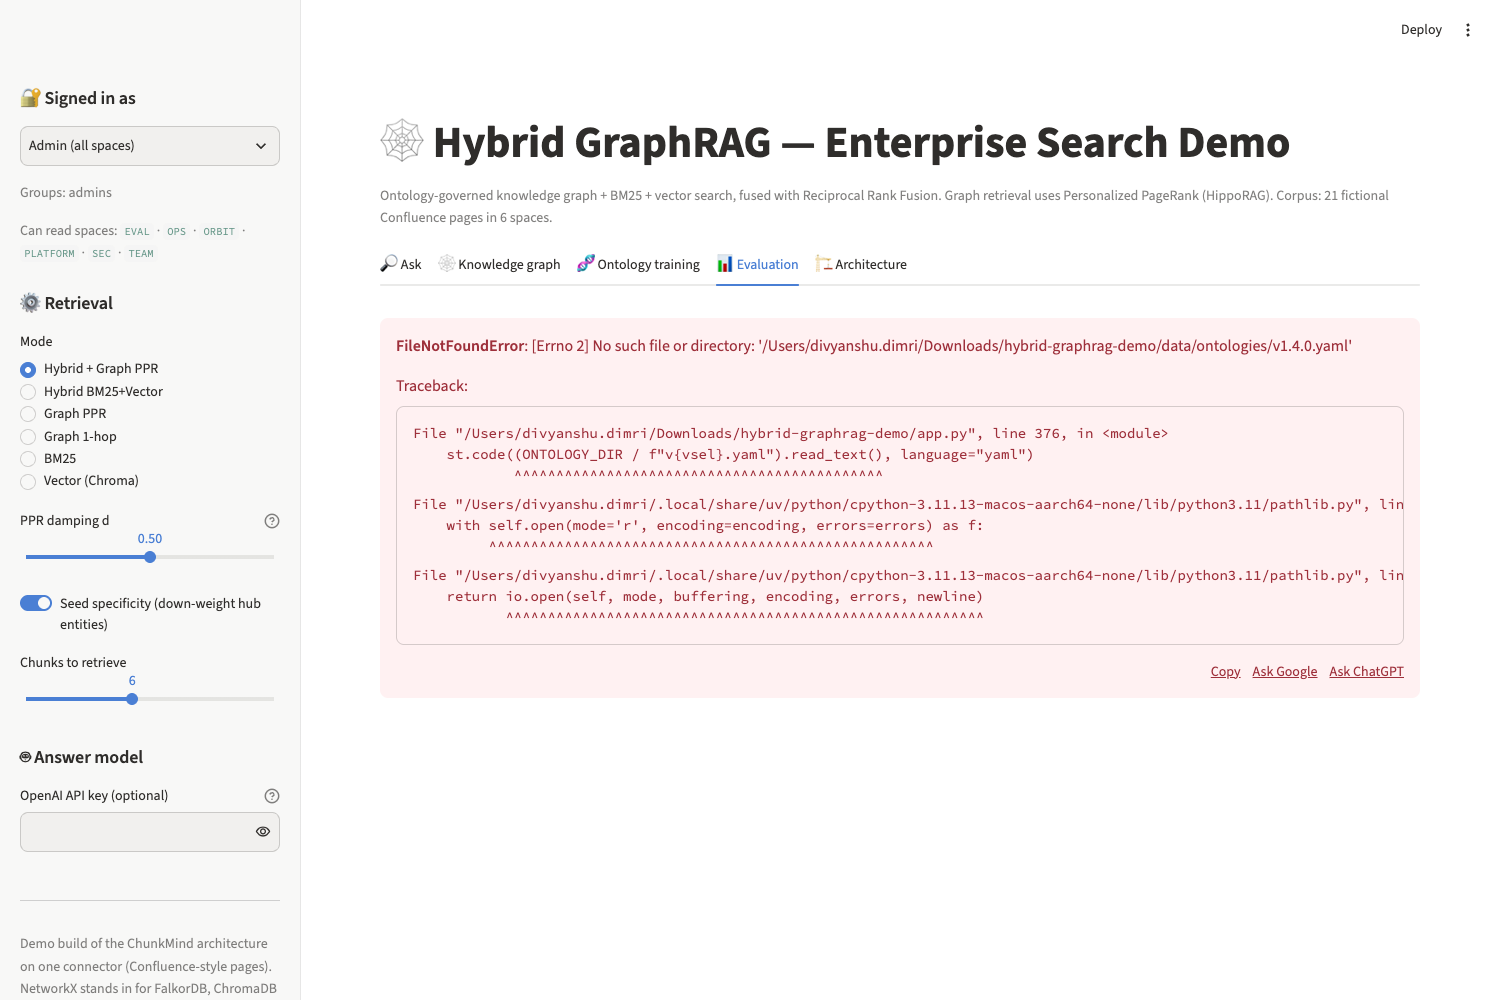 Deploy
Signed in as
Admin (all spaces)
Groups: admins
Can read spaces: EVAL · OPS · ORBIT ·
PLATFORM · SEC · TEAM
Retrieval
Mode
Hybrid + Graph PPR
Hybrid BM25+Vector
Graph PPR
Graph 1-hop
BM25
Vector (Chroma)
PPR damping d
0.50
Seed specificity (down-weight hub
entities)
Chunks to retrieve
6
Answer model
OpenAI API key (optional)
Demo build of the ChunkMind architecture
on one connector (Confluence-style pages).
NetworkX stands in for FalkorDB, ChromaDB
Hybrid GraphRAG — Enterprise Search Demo
Ontology-governed knowledge graph + BM25 + vector search, fused with Reciprocal Rank Fusion. Graph retrieval uses Personalized PageRank (HippoRAG). Corpus: 21 fictional
Confluence pages in 6 spaces.
Ask Knowledge graph Ontology training Evaluation Architecture
FileNotFoundError: [Errno 2] No such file or directory: '/Users/divyanshu.dimri/Downloads/hybrid-graphrag-demo/data/ontologies/v1.4.0.yaml'
Traceback:
File "/Users/divyanshu.dimri/Downloads/hybrid-graphrag-demo/app.py", line 376, in <module>
st.code((ONTOLOGY_DIR / f"v{vsel}.yaml").read_text(), language="yaml")
^^^^^^^^^^^^^^^^^^^^^^^^^^^^^^^^^^^^^^^^^^^^
File "/Users/divyanshu.dimri/.local/share/uv/python/cpython-3.11.13-macos-aarch64-none/lib/python3.11/pathlib.py", lin
with self.open(mode='r', encoding=encoding, errors=errors) as f:
^^^^^^^^^^^^^^^^^^^^^^^^^^^^^^^^^^^^^^^^^^^^^^^^^^^^^
File "/Users/divyanshu.dimri/.local/share/uv/python/cpython-3.11.13-macos-aarch64-none/lib/python3.11/pathlib.py", lin
return io.open(self, mode, buffering, encoding, errors, newline)
^^^^^^^^^^^^^^^^^^^^^^^^^^^^^^^^^^^^^^^^^^^^^^^^^^^^^^^^^
Copy Ask Google Ask ChatGPT